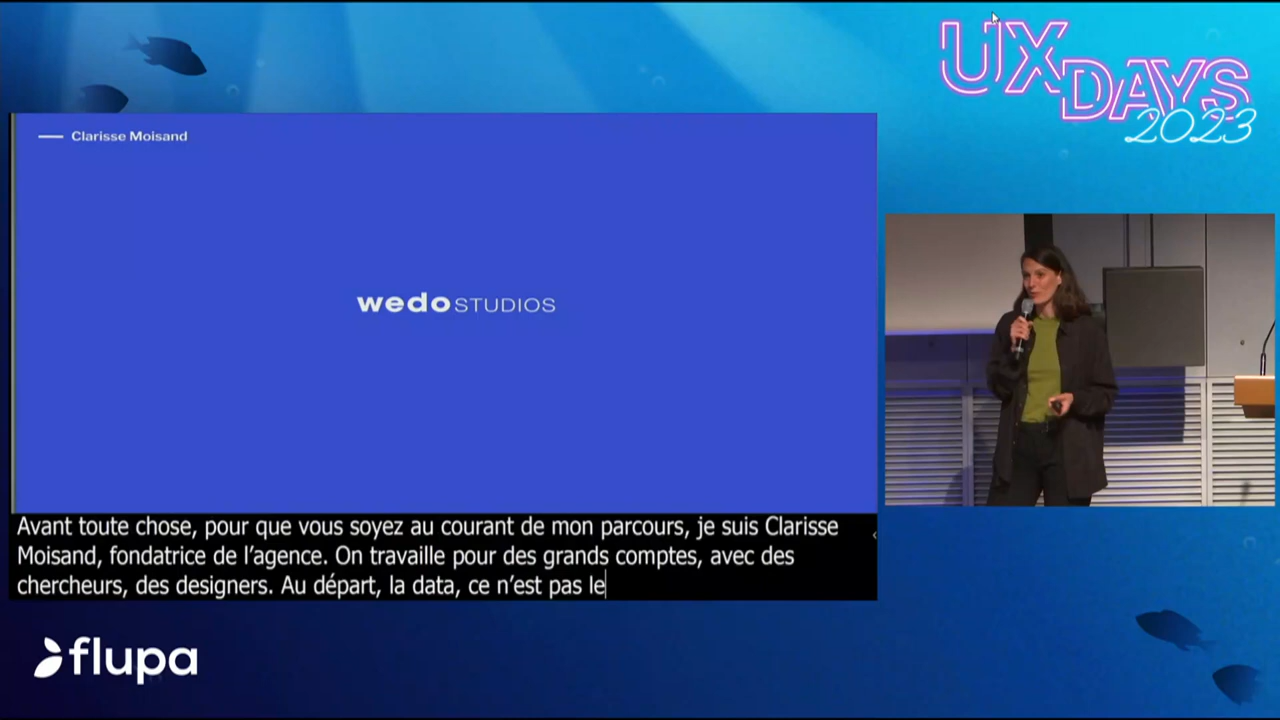 UX
DAYS
2023
Clarisse Moisand
wedoSTUDIOS
Avant toute chose, pour que vous soyez au courant de mon parcours, je suis Clarisse
Moisand, fondatrice de l’agence. On travaille pour des grands comptes, avec des
chercheurs, des designers. Au départ, la data, ce n’est pas le
flupa